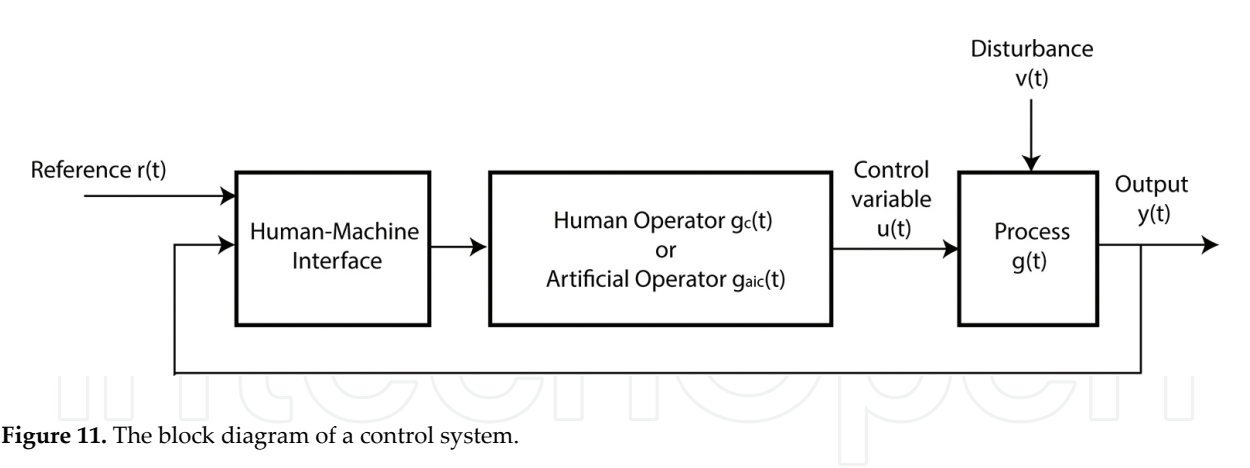 Disturbance
v(t)
Reference r(t)
Human-Machine
Interface
Human Operator gc(t)
or
Artificial Operator gaic(t)
Control
variable
u(t)
Process
g(t)
Output
y(t)
intechopen
Figure 11. The block diagram of a control system.